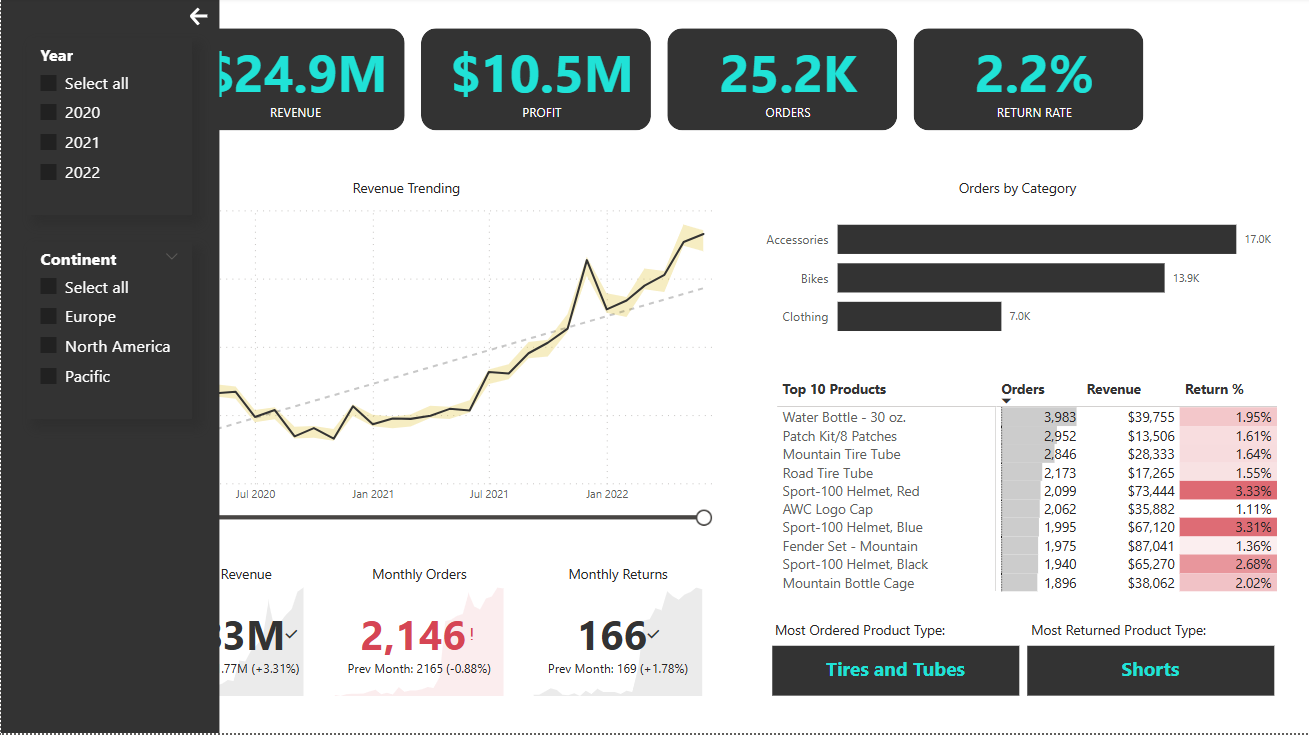 Year
Select all
2020
2021
2022
Continent
Select all
Europe
North America
Pacific
$24.9M
REVENUE
$10.5M
PROFIT
25.2K
ORDERS
2.2%
RETURN RATE
Revenue Trending
Jul 2020 Jan 2021 Jul 2021 Jan 2022
Orders by Category
Accessories 17.0K
Bikes 13.9K
Clothing 7.0K
Top 10 Products Orders Revenue Return %
Water Bottle - 30 oz. 3,983 $39,755 1.95%
Patch Kit/8 Patches 2,952 $13,506 1.61%
Mountain Tire Tube 2,846 $28,333 1.64%
Road Tire Tube 2,173 $17,265 1.55%
Sport-100 Helmet, Red 2,099 $73,444 3.33%
AWC Logo Cap 2,062 $35,882 1.11%
Sport-100 Helmet, Blue 1,995 $67,120 3.31%
Fender Set - Mountain 1,975 $87,041 1.36%
Sport-100 Helmet, Black 1,940 $65,270 2.68%
Mountain Bottle Cage 1,896 $38,062 2.02%
Revenue
3M
.77M (+3.31%)
Monthly Orders
2,146!
Prev Month: 2165 (-0.88%)
Monthly Returns
166
Prev Month: 169 (+1.78%)
Most Ordered Product Type:
Tires and Tubes
Most Returned Product Type:
Shorts